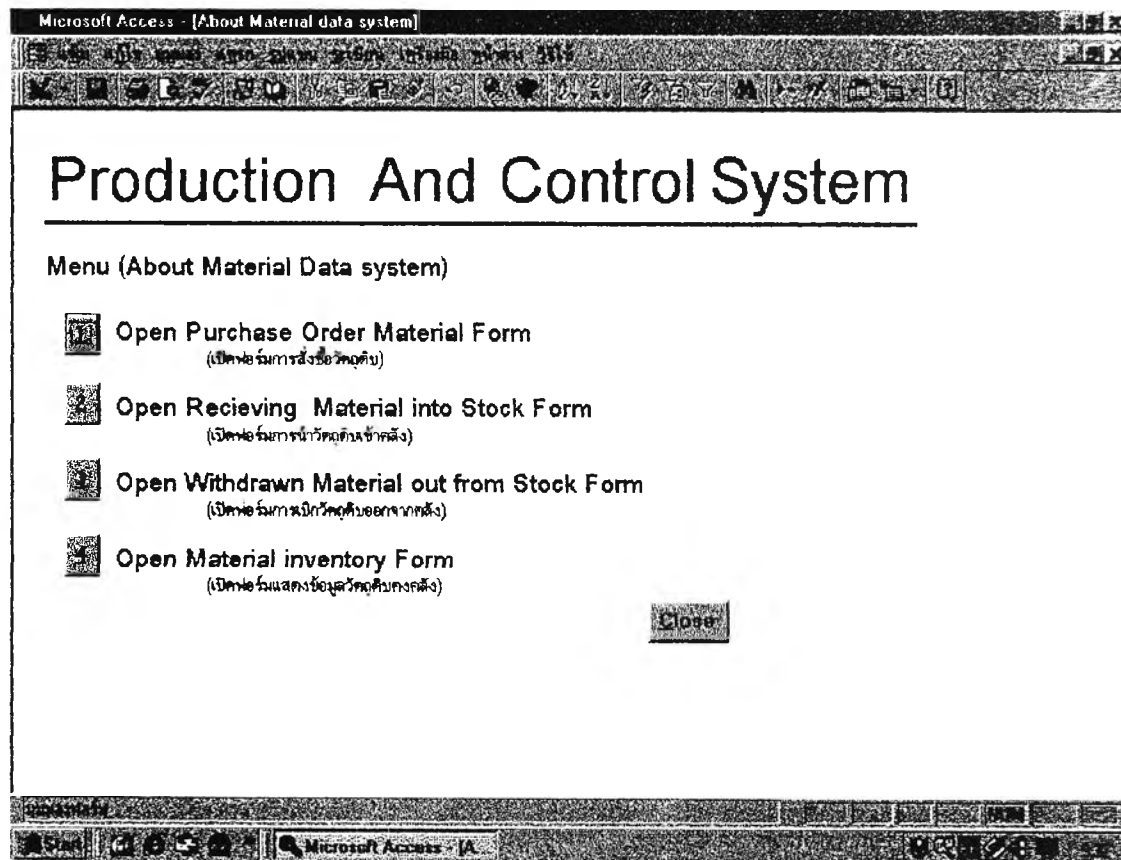 Microsoft Access - [About Material data system]
Production And Control System
Menu (About Material Data system)
1 Open Purchase Order Material Form
(เปิดฟอร์มการสั่งซื้อวัตถุดิบ)
2 Open Recieving Material into Stock Form
(เปิดฟอร์มการนำวัตถุดิบเข้าคลัง)
3 Open Withdrawn Material out from Stock Form
(เปิดฟอร์มการเบิกวัตถุดิบออกจากคลัง)
4 Open Material inventory Form
(เปิดฟอร์มแสดงข้อมูลวัตถุดิบคงคลัง)
Close
NUM
Start Microsoft Access - [A...